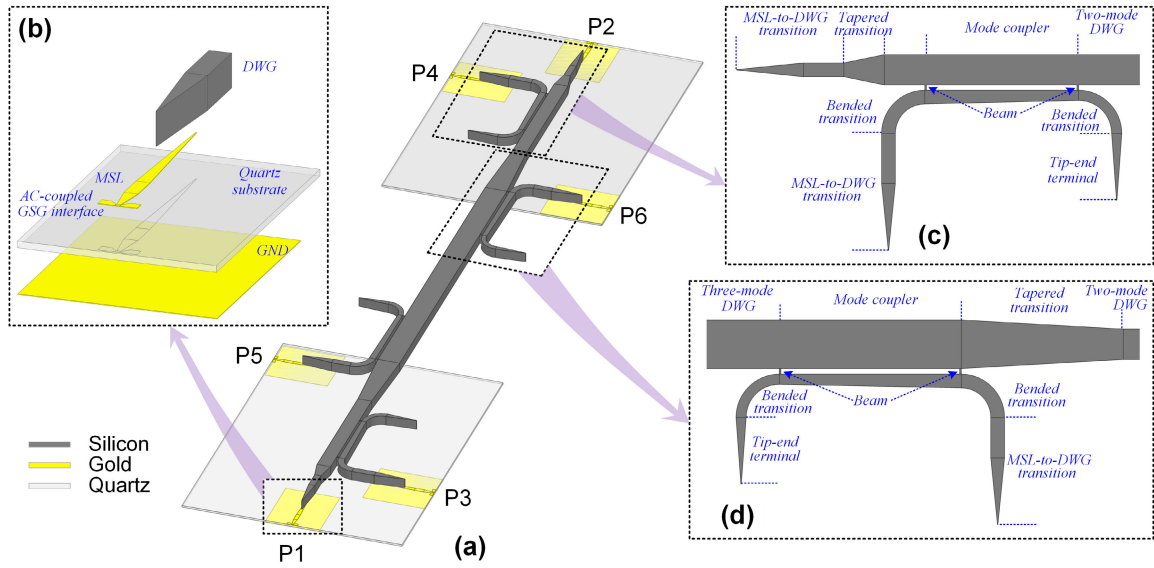 (b)
DWG
MSL
AC-coupled
GSG interface
Quartz
substrate
GND
P2
P4
P6
P5
P3
P1
(a)
Silicon
Gold
Quartz
MSL-to-DWG
transition
Tapered
transition
Mode coupler
Two-mode
DWG
Bended
transition
Beam
Bended
transition
MSL-to-DWG
transition
Tip-end
terminal
(c)
Three-mode
DWG
Mode coupler
Tapered
transition
Two-mode
DWG
Bended
transition
Beam
Bended
transition
Tip-end
terminal
MSL-to-DWG
transition
(d)